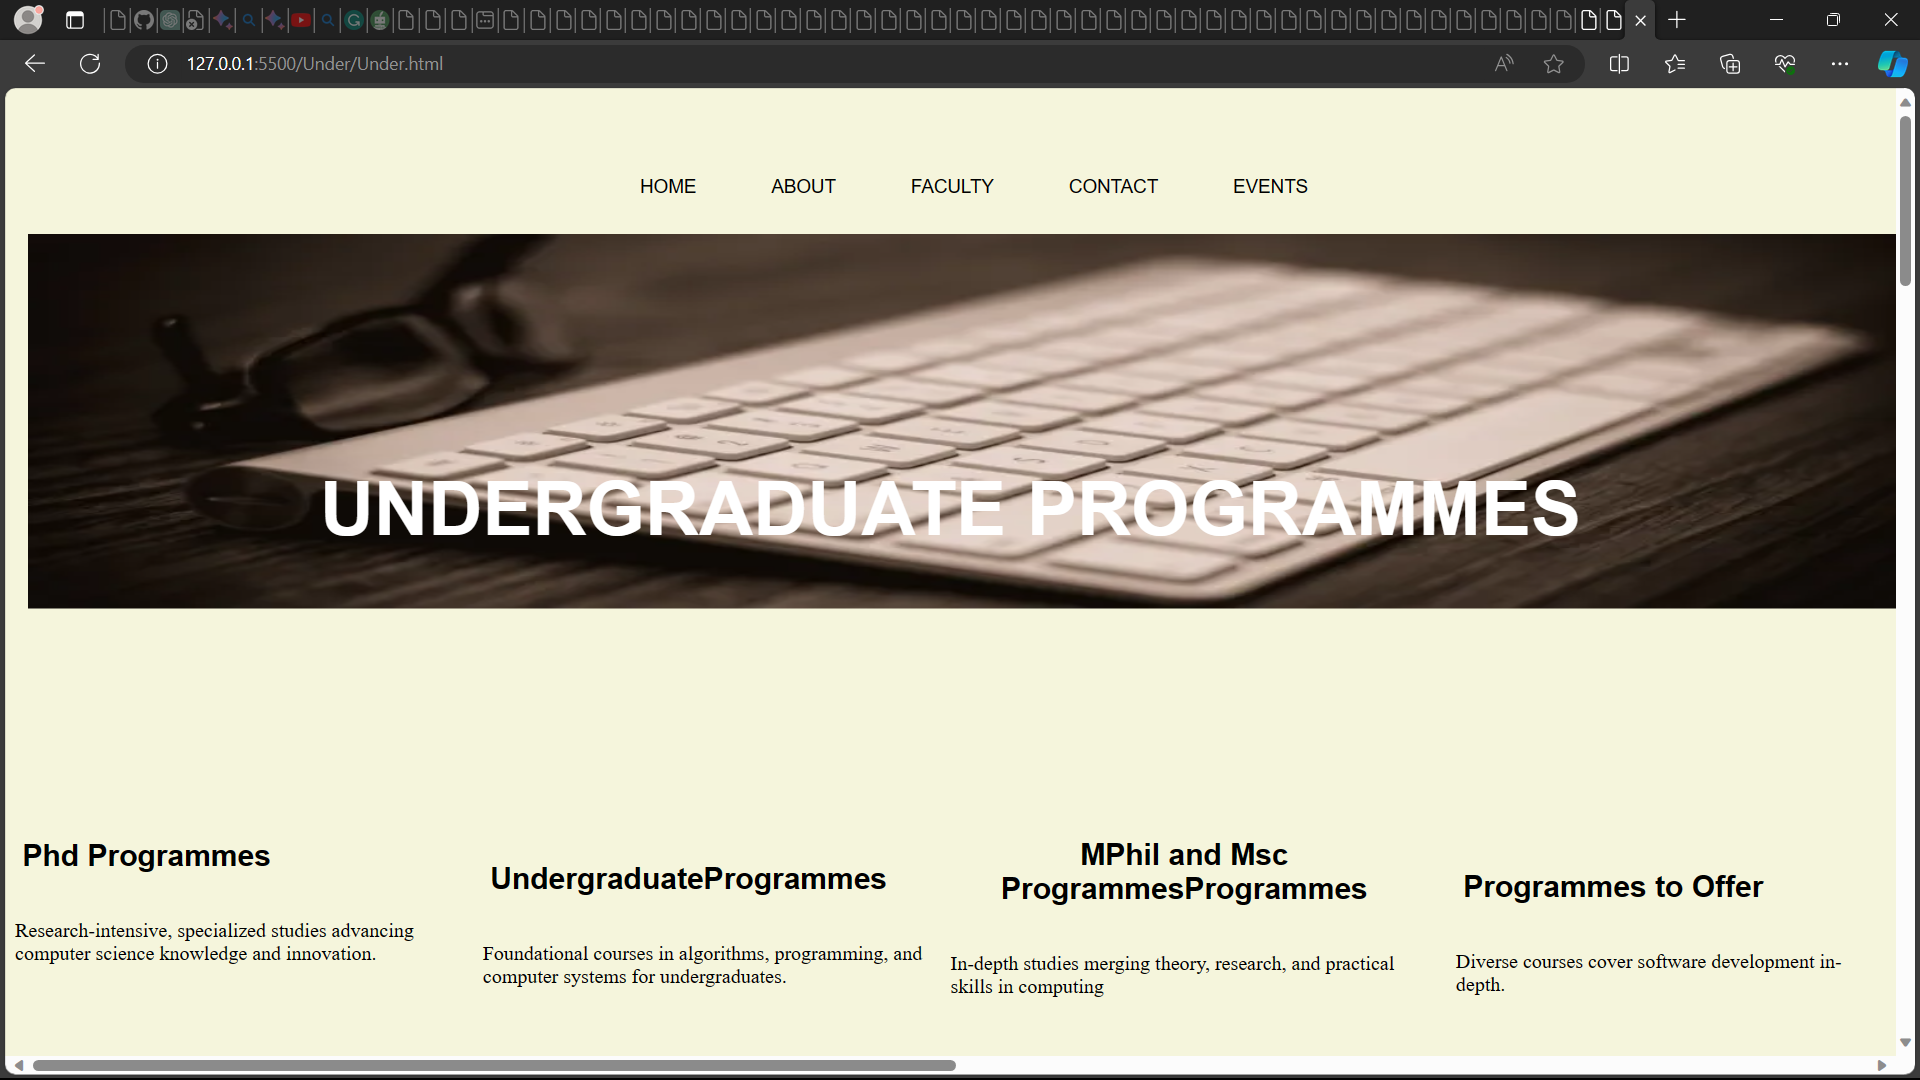 127.0.0.1:5500/Under/Under.html
HOME ABOUT FACULTY CONTACT EVENTS
UNDERGRADUATE PROGRAMMES
Phd Programmes
Research-intensive, specialized studies advancing
computer science knowledge and innovation.
UndergraduateProgrammes
Foundational courses in algorithms, programming, and
computer systems for undergraduates.
MPhil and Msc
ProgrammesProgrammes
In-depth studies merging theory, research, and practical
skills in computing
Programmes to Offer
Diverse courses cover software development in-
depth.